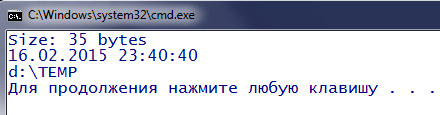 C:\Windows\system32\cmd.exe
Size: 35 bytes
16.02.2015 23:40:40
d:\TEMP
Для продолжения нажмите любую клавишу . . .